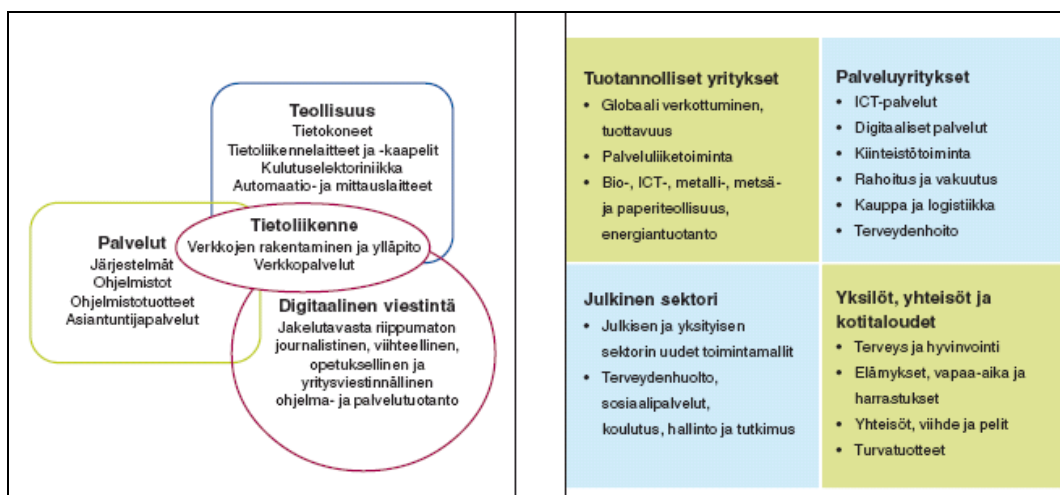 Teollisuus
Tietokoneet
Tietoliikennelaitteet ja -kaapelit
Kulutuselektoriniikka
Automaatio- ja mittauslaitteet
Tietoliikenne
Verkkojen rakentaminen ja ylläpito
Verkkopalvelut
Palvelut
Järjestelmät
Ohjelmistot
Ohjelmistotuotteet
Asiantuntijapalvelut
Digitaalinen viestintä
Jakelutavasta riippumaton
journalistinen, viihteellinen,
opetuksellinen ja
yritysviestinnällinen
ohjelma- ja palvelutuotanto
Tuotannolliset yritykset
• Globaali verkottuminen,
tuottavuus
• Palveluliiketoiminta
• Bio-, ICT-, metalli-, metsä-
ja paperiteollisuus,
energiantuotanto
Palveluyritykset
• ICT-palvelut
• Digitaaliset palvelut
• Kiinteistötoiminta
• Rahoitus ja vakuutus
• Kauppa ja logistiikka
• Terveydenhoito
Julkinen sektori
• Julkisen ja yksityisen
sektorin uudet toimintamallit
• Terveydenhuolto,
sosiaalipalvelut,
koulutus, hallinto ja tutkimus
Yksilöt, yhteisöt ja
kotitaloudet
• Terveys ja hyvinvointi
• Elämykset, vapaa-aika ja
harrastukset
• Yhteisöt, viihde ja pelit
• Turvatuotteet